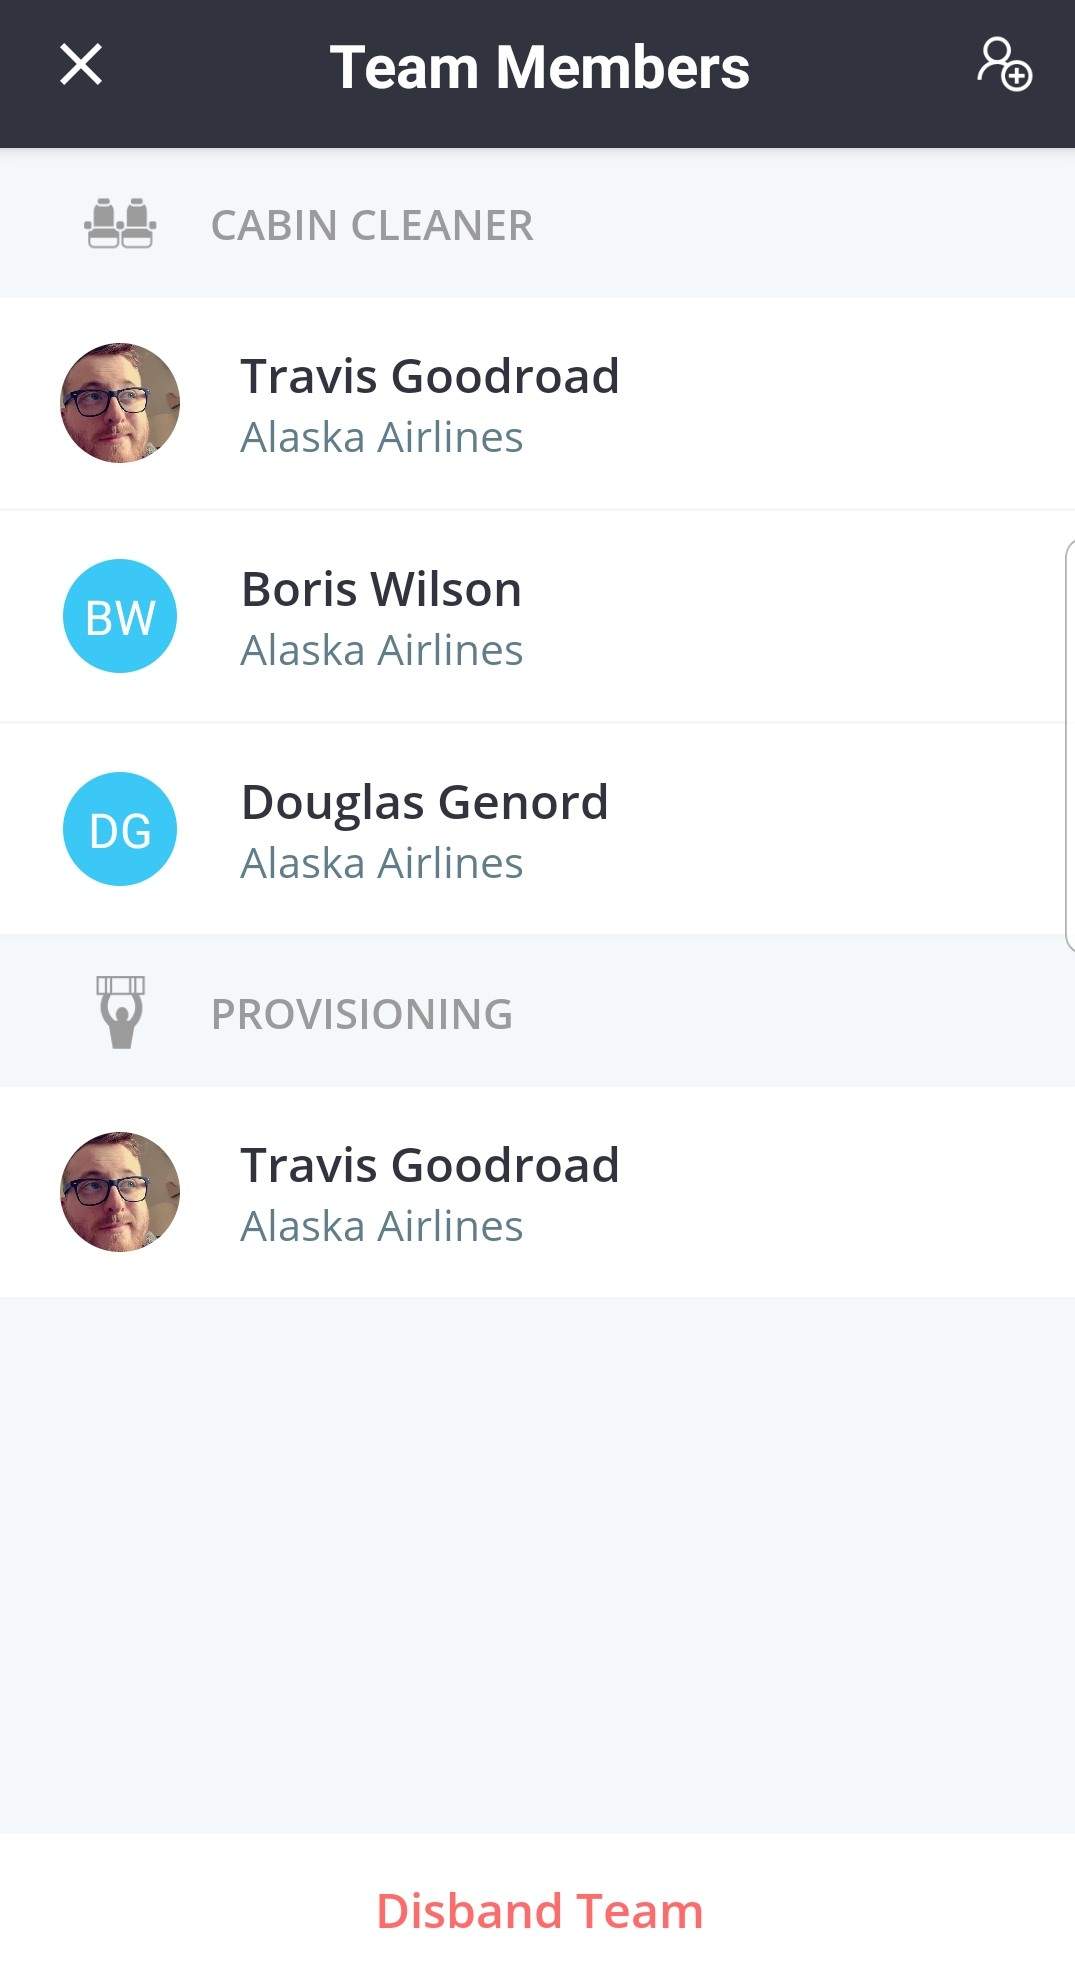 Team Members
CABIN CLEANER
Travis Goodroad
Alaska Airlines
BW
Boris Wilson
Alaska Airlines
DG
Douglas Genord
Alaska Airlines
PROVISIONING
Travis Goodroad
Alaska Airlines
Disband Team